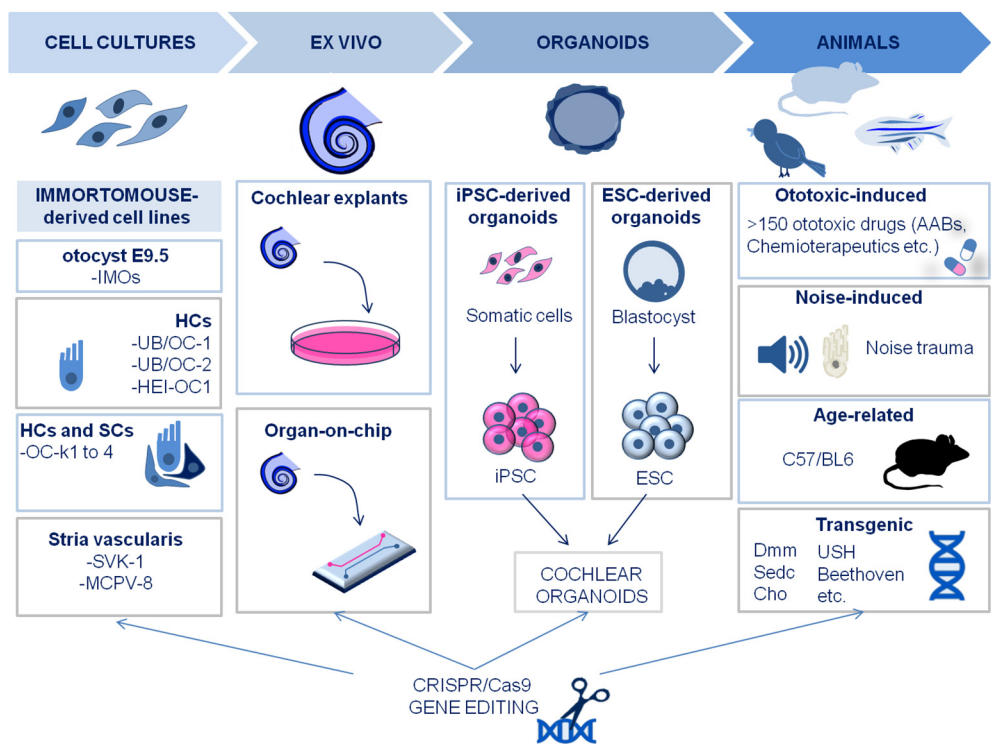 CELL CULTURES
EX VIVO
ORGANOIDS
ANIMALS
IMMORTOMOUSE-
derived cell lines
otocyst E9.5
-IMOs
HCs
-UB/OC-1
-UB/OC-2
-HEI-OC1
HCs and SCs
-OC-k1 to 4
Stria vascularis
-SVK-1
-MCPV-8
Cochlear explants
Organ-on-chip
iPSC-derived
organoids
Somatic cells
iPSC
ESC-derived
organoids
Blastocyst
ESC
COCHLEAR
ORGANOIDS
Ototoxic-induced
>150 ototoxic drugs (AABs,
Chemioterapeutics etc.)
Noise-induced
Noise trauma
Age-related
C57/BL6
Transgenic
Dmm
Sedc
Cho
USH
Beethoven
etc.
CRISPR/Cas9
GENE EDITING